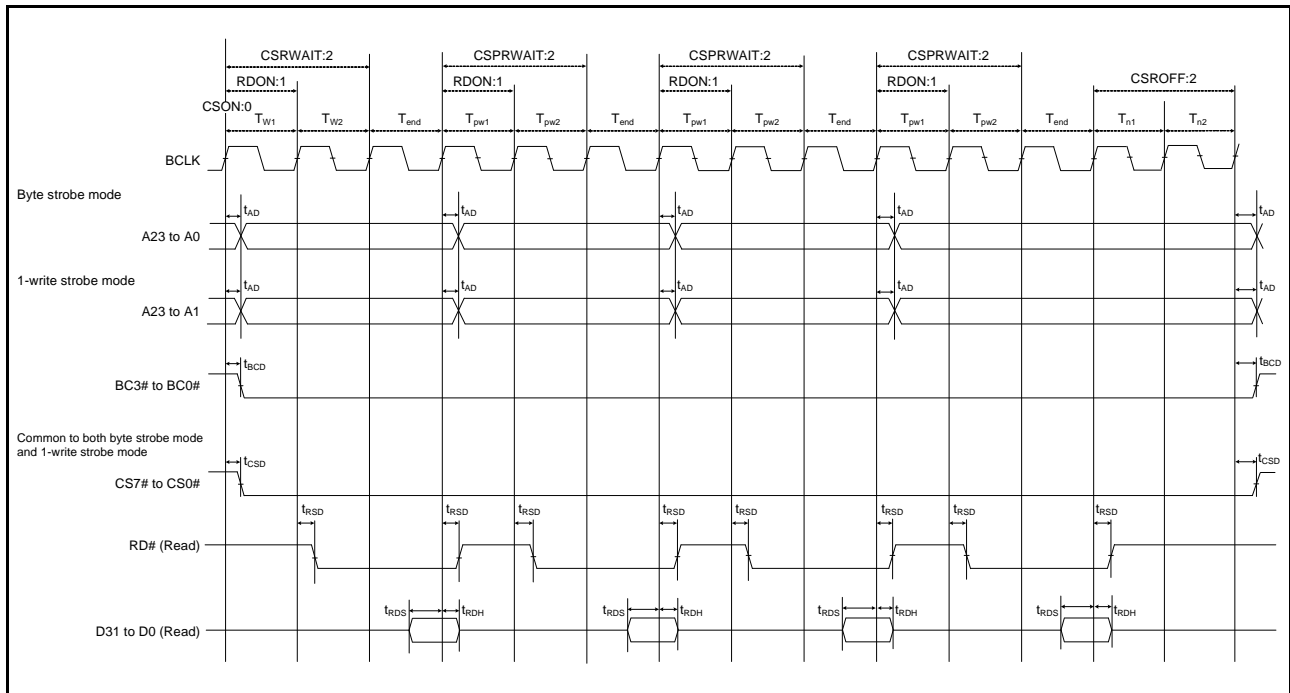 CSRWAIT:2 CSPRWAIT:2 CSPRWAIT:2 CSPRWAIT:2
RDON:1 RDON:1 RDON:1 RDON:1 CSROFF:2
CSON:0
TW1 TW2 Tend Tpw1 Tpw2 Tend Tpw1 Tpw2 Tend Tpw1 Tpw2 Tend Tn1 Tn2
BCLK
Byte strobe mode
tAD tAD tAD tAD tAD
A23 to A0
1-write strobe mode
tAD tAD tAD tAD tAD
A23 to A1
tBCD tBCD
BC3# to BC0#
Common to both byte strobe mode
and 1-write strobe mode
tCSD tCSD
CS7# to CS0#
tRSD tRSD tRSD tRSD tRSD tRSD tRSD tRSD
RD# (Read)
tRDS tRDH tRDS tRDH tRDS tRDH tRDS tRDH
D31 to D0 (Read)